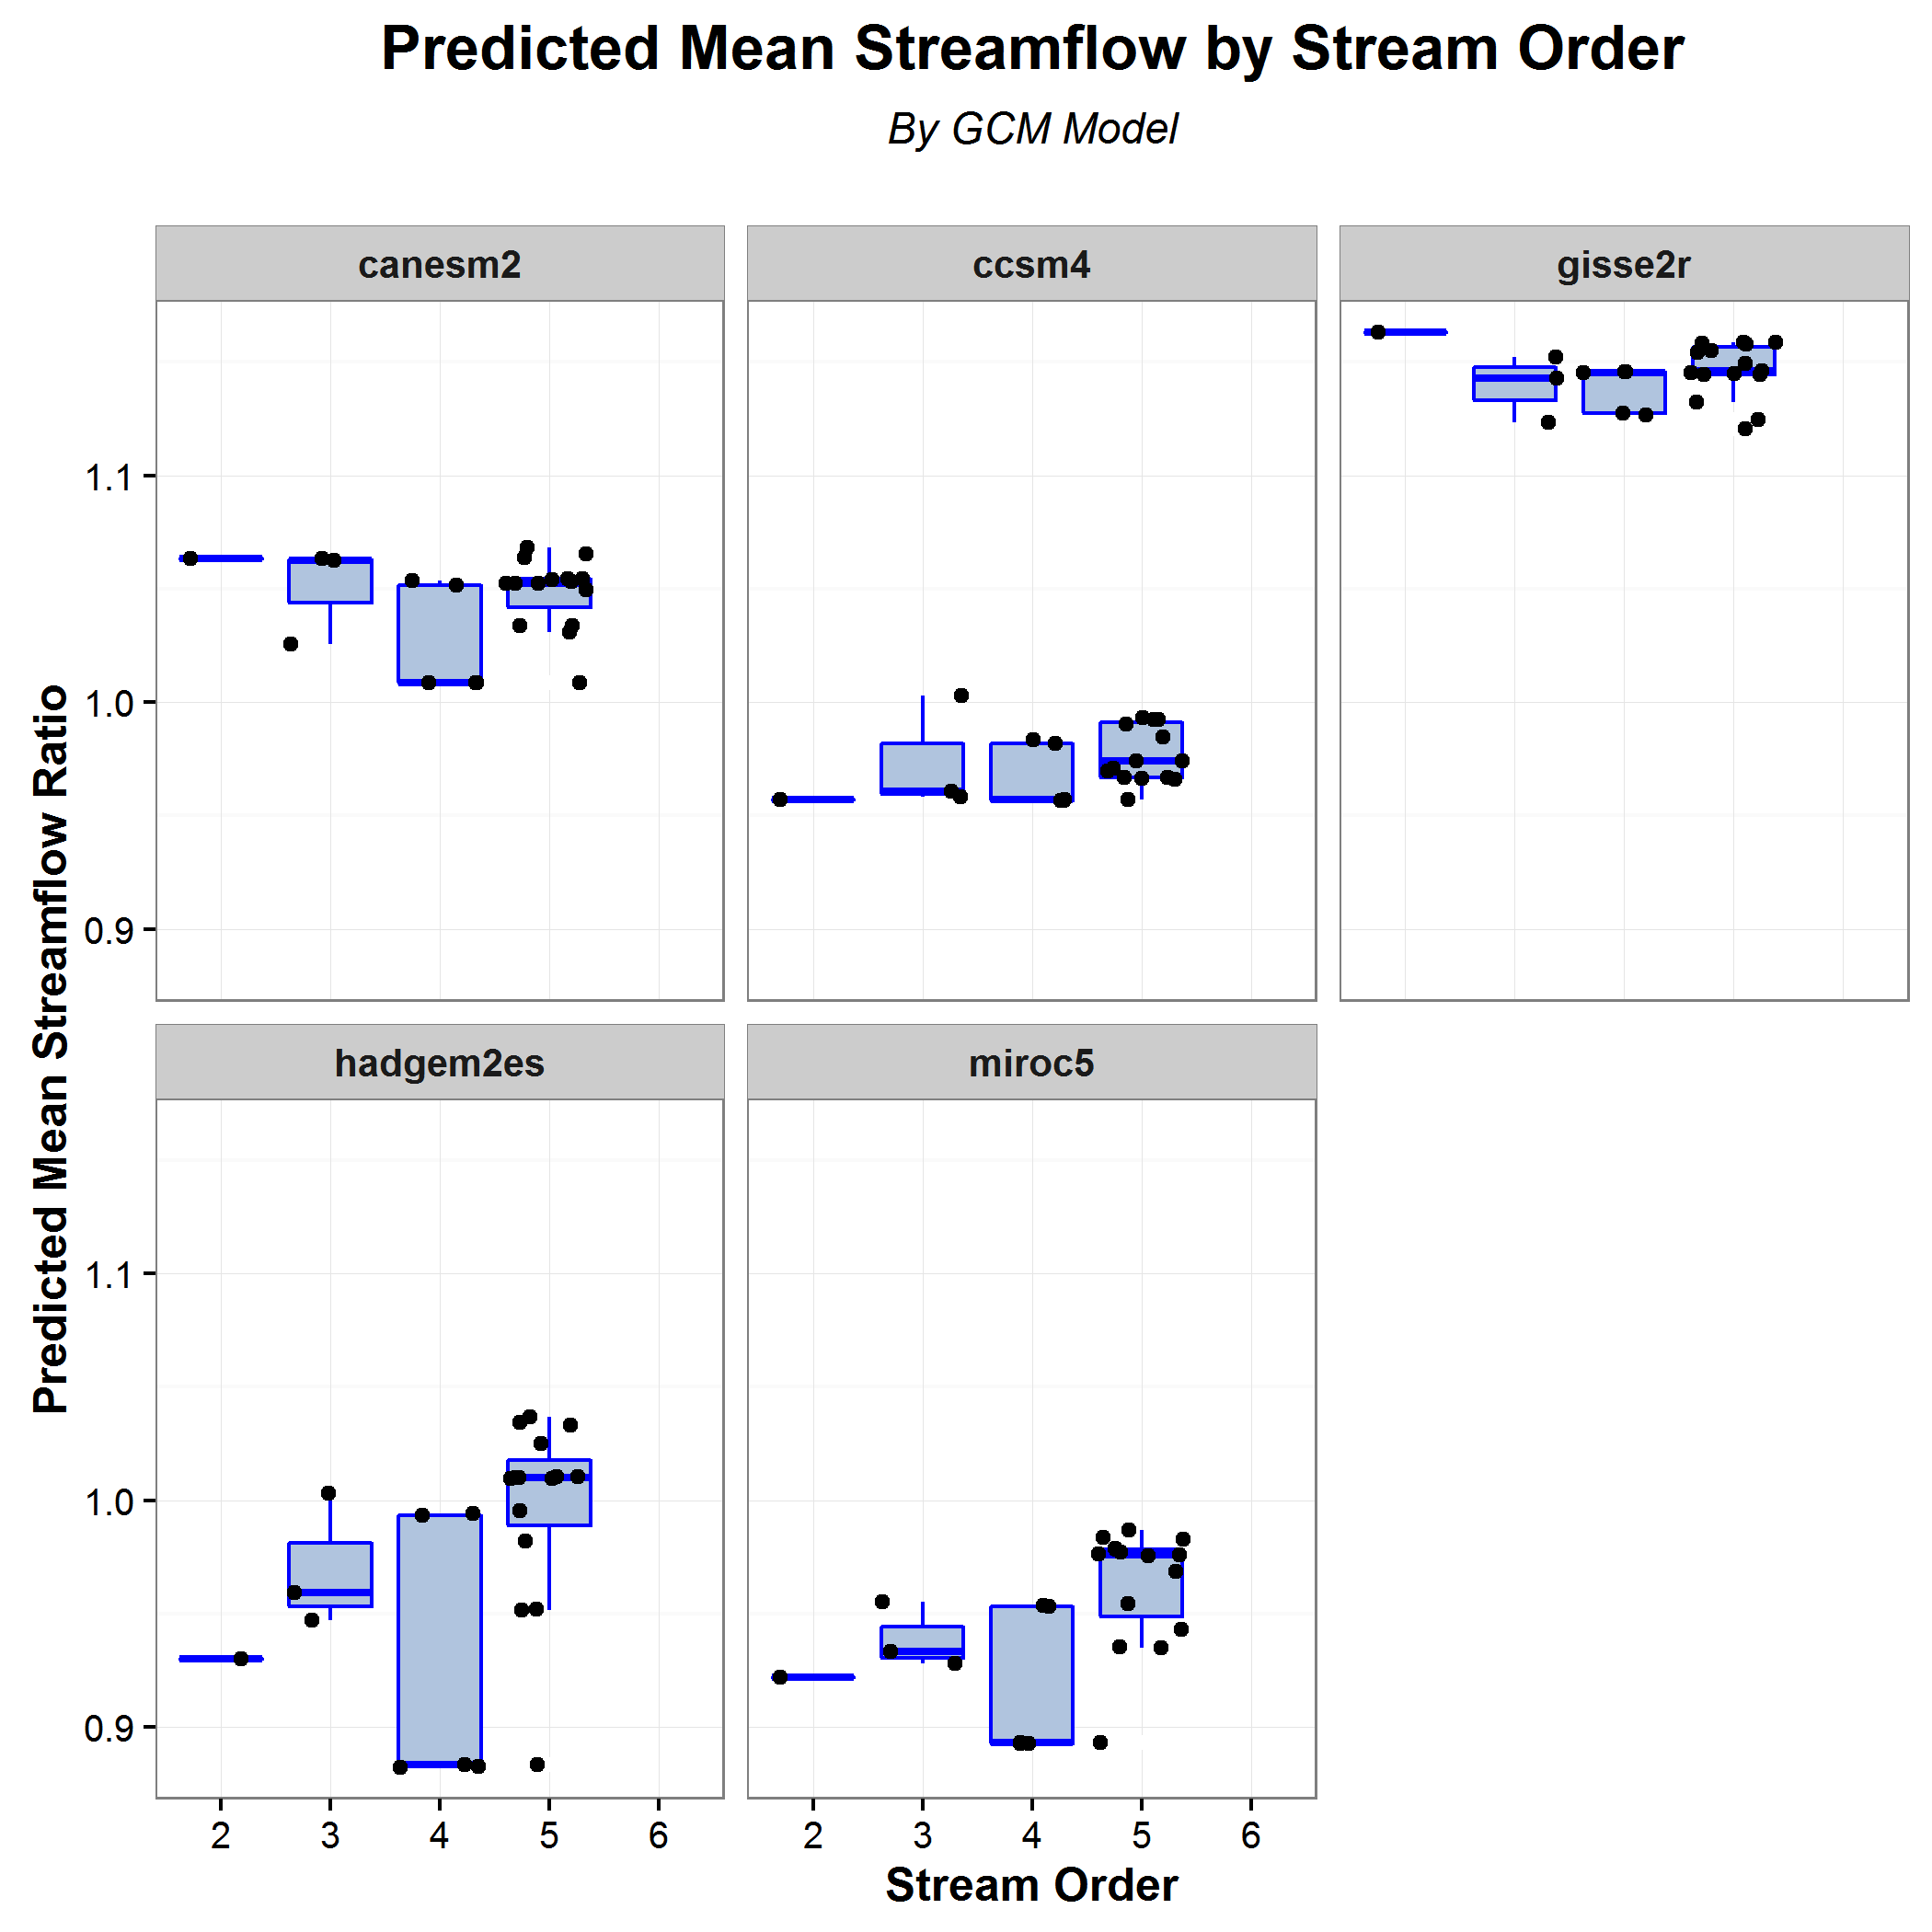 Predicted Mean Streamflow by Stream Order
By GCM Model
canesm2
ccsm4
gisse2r
1.1
1.0
0.9
Predicted Mean Streamflow Ratio
hadgem2es
miroc5
1.1
1.0
0.9
2 3 4 5 6
2 3 4 5 6
Stream Order